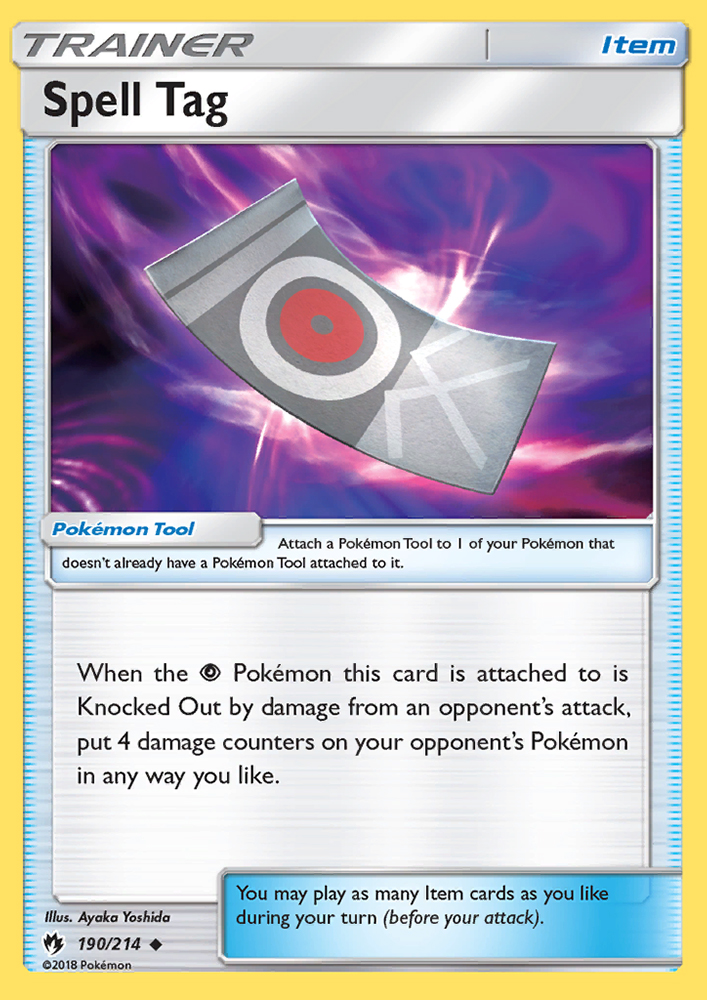 TRAINER
Item
Spell Tag
Pokémon Tool
Attach a Pokémon Tool to 1 of your Pokémon that
doesn't already have a Pokémon Tool attached to it.
When the Pokémon this card is attached to is
Knocked Out by damage from an opponent's attack,
put 4 damage counters on your opponent's Pokémon
in any way you like.
You may play as many Item cards as you like
during your turn (before your attack).
Illus. Ayaka Yoshida
190/214 ◆
©2018 Pokémon